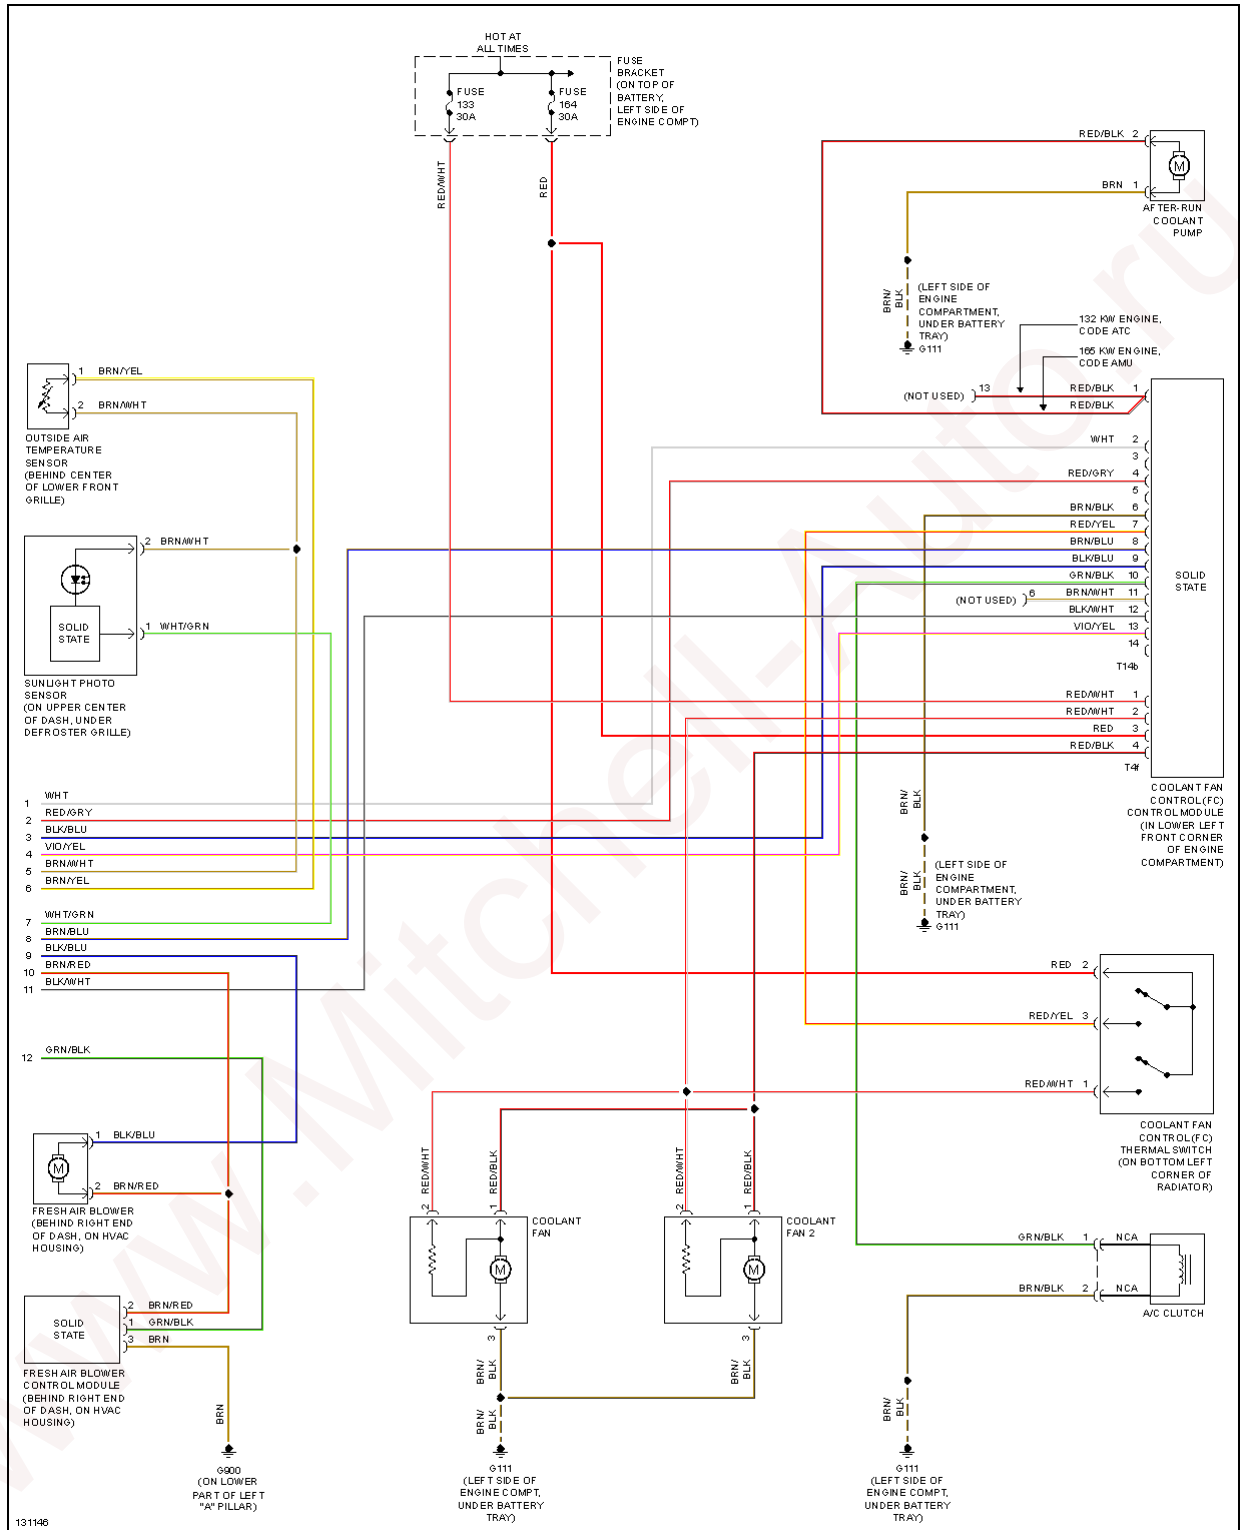 HOT AT
ALL TIMES
FUSE
133
30A
FUSE
164
30A
FUSE
BRACKET
(ON TOP OF
BATTERY,
LEFT SIDE OF
ENGINE COMPT)
RED/WHT
RED
RED/BLK 2
BRN 1
M
AFTER-RUN
COOLANT
PUMP
BRN/
BLK
(LEFT SIDE OF
ENGINE
COMPARTMENT,
UNDER BATTERY
TRAY)
G111
132 KW ENGINE,
CODE ATC
165 KW ENGINE,
CODE AMU
(NOT USED) 13
RED/BLK 1
RED/BLK
WHT 2
3
RED/GRY 4
5
BRN/BLK 6
RED/YEL 7
BRN/BLU 8
BLK/BLU 9
GRN/BLK 10
(NOT USED) 6 BRN/WHT 11
BLK/WHT 12
VIO/YEL 13
14
T14b
RED/WHT 1
RED/WHT 2
RED 3
RED/BLK 4
T4f
SOLID
STATE
COOLANT FAN
CONTROL(FC)
CONTROL MODULE
(IN LOWER LEFT
FRONT CORNER
OF ENGINE
COMPARTMENT)
1 BRN/YEL
2 BRN/WHT
OUTSIDE AIR
TEMPERATURE
SENSOR
(BEHIND CENTER
OF LOWER FRONT
GRILLE)
2 BRN/WHT
SOLID
STATE
1 WHT/GRN
SUNLIGHT PHOTO
SENSOR
(ON UPPER CENTER
OF DASH, UNDER
DEFROSTER GRILLE)
1 WHT
2 RED/GRY
3 BLK/BLU
4 VIO/YEL
5 BRN/WHT
6 BRN/YEL
7 WHT/GRN
8 BRN/BLU
9 BLK/BLU
10 BRN/RED
11 BLK/WHT
12 GRN/BLK
BRN/
BLK
BRN/
BLK
(LEFT SIDE OF
ENGINE
COMPARTMENT,
UNDER BATTERY
TRAY)
G111
RED 2
RED/YEL 3
RED/WHT 1
COOLANT FAN
CONTROL(FC)
THERMAL SWITCH
(ON BOTTOM LEFT
CORNER OF
RADIATOR)
M
1 BLK/BLU
2 BRN/RED
FRESH AIR BLOWER
(BEHIND RIGHT END
OF DASH, ON HVAC
HOUSING)
SOLID
STATE
2 BRN/RED
1 GRN/BLK
3 BRN
FRESH AIR BLOWER
CONTROL MODULE
(BEHIND RIGHT END
OF DASH, ON HVAC
HOUSING)
BRN
G900
(ON LOWER
PART OF LEFT
"A" PILLAR)
2 RED/WHT
1 RED/BLK
COOLANT
FAN
M
3
BRN/
BLK
BRN/
BLK
G111
(LEFT SIDE OF
ENGINE COMPT,
UNDER BATTERY
TRAY)
2 RED/WHT
1 RED/BLK
COOLANT
FAN 2
M
3
BRN/
BLK
GRN/BLK 1 NCA
BRN/BLK 2 NCA
A/C CLUTCH
BRN/
BLK
G111
(LEFT SIDE OF
ENGINE COMPT,
UNDER BATTERY
TRAY)
131146
www.Mitchell-Auto.ru